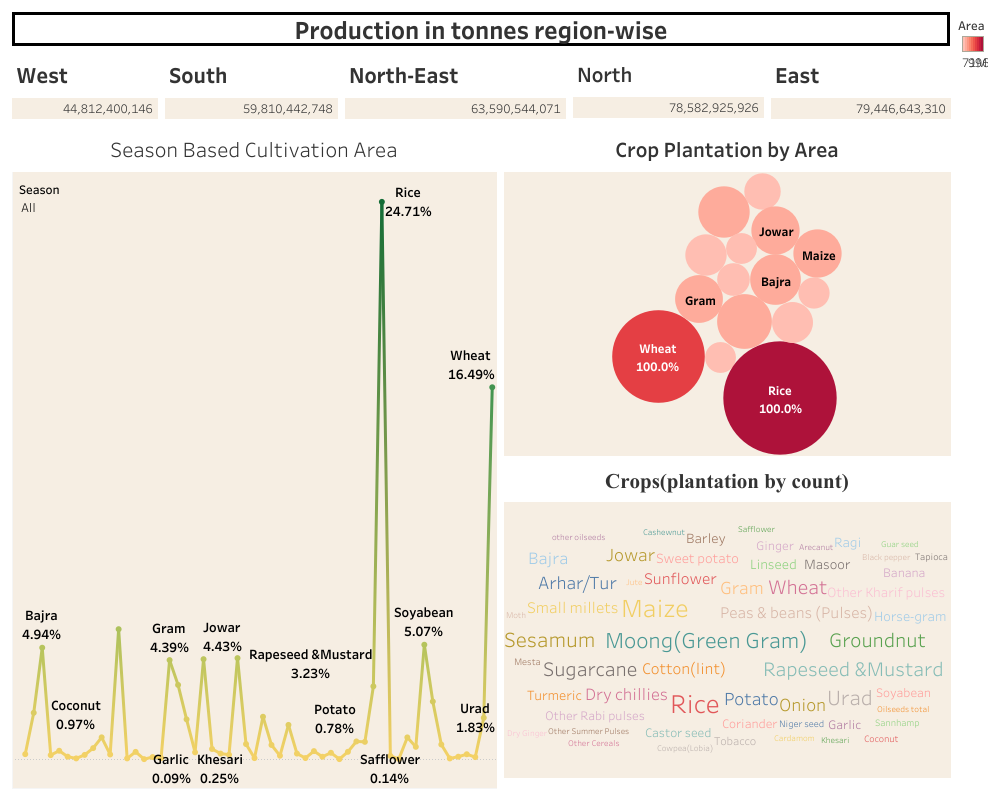 Production in tonnes region-wise
Area
West
South
North-East
North
East
44,812,400,146
59,810,442,748
63,590,544,071
78,582,925,926
79,446,643,310
Season Based Cultivation Area
Season
All
Rice
24.71%
Wheat
16.49%
Bajra
4.94%
Coconut
0.97%
Gram
4.39%
Jowar
4.43%
Rapeseed &Mustard
3.23%
Soyabean
5.07%
Potato
0.78%
Urad
1.83%
Garlic
0.09%
Khesari
0.25%
Safflower
0.14%
Crop Plantation by Area
Jowar
Maize
Bajra
Gram
Wheat
100.0%
Rice
100.0%
Crops(plantation by count)
Safflower
other oilseeds
Cashewnut
Barley
Ginger
Arecanut
Ragi
Guar seed
Bajra
Jowar
Sweet potato
Linseed
Masoor
Black pepper
Tapioca
Arhar/Tur
Jute
Sunflower
Gram
Wheat
Banana
Other Kharif pulses
Moth
Small millets
Maize
Peas & beans (Pulses)
Horse-gram
Sesamum
Moong(Green Gram)
Groundnut
Mesta
Sugarcane
Cotton(lint)
Rapeseed &Mustard
Turmeric
Dry chillies
Rice
Potato
Onion
Urad
Soyabean
Oilseeds total
Other Rabi pulses
Coriander
Niger seed
Garlic
Sannhamp
Dry Ginger
Other Summer Pulses
Castor seed
Tobacco
Cardamom
Khesari
Coconut
Other Cereals
Cowpea(Lobia)